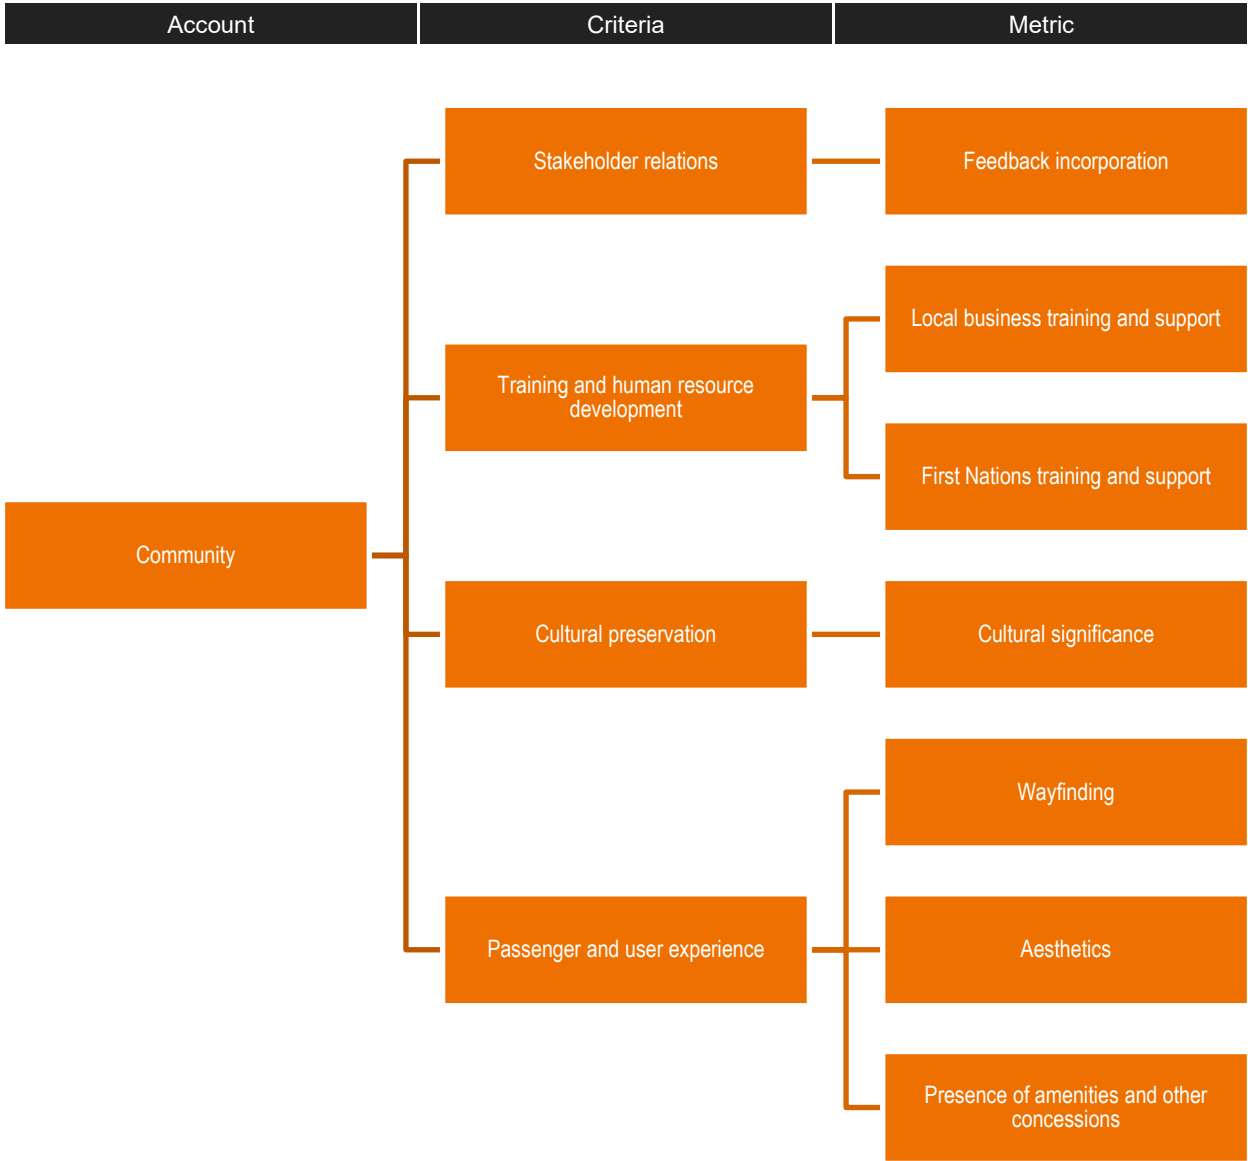 Account
Criteria
Metric
Stakeholder relations
Feedback incorporation
Local business training and support
Training and human resource
development
First Nations training and support
Community
Cultural preservation
Cultural significance
Wayfinding
Passenger and user experience
Aesthetics
Presence of amenities and other
concessions